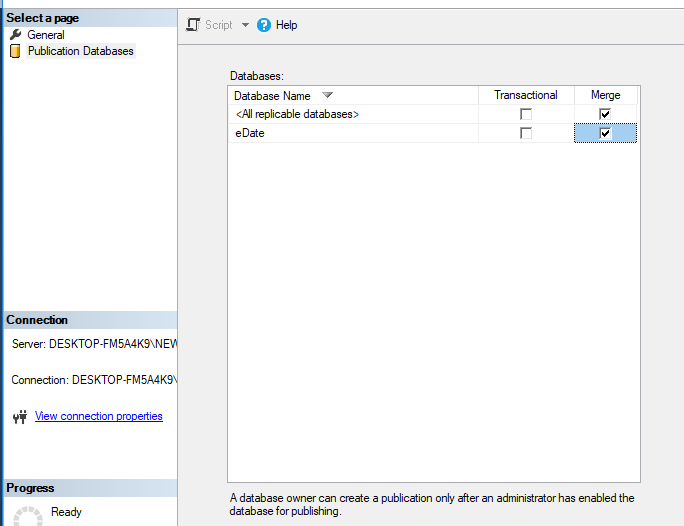 Select a page
General
Publication Databases
Script
Help
Databases:
Database Name Transactional Merge
<All replicable databases>
eDate
Connection
Server: DESKTOP-FM5A4K9\NEW
Connection: DESKTOP-FM5A4K9\
View connection properties
Progress
Ready
A database owner can create a publication only after an administrator has enabled the
database for publishing.